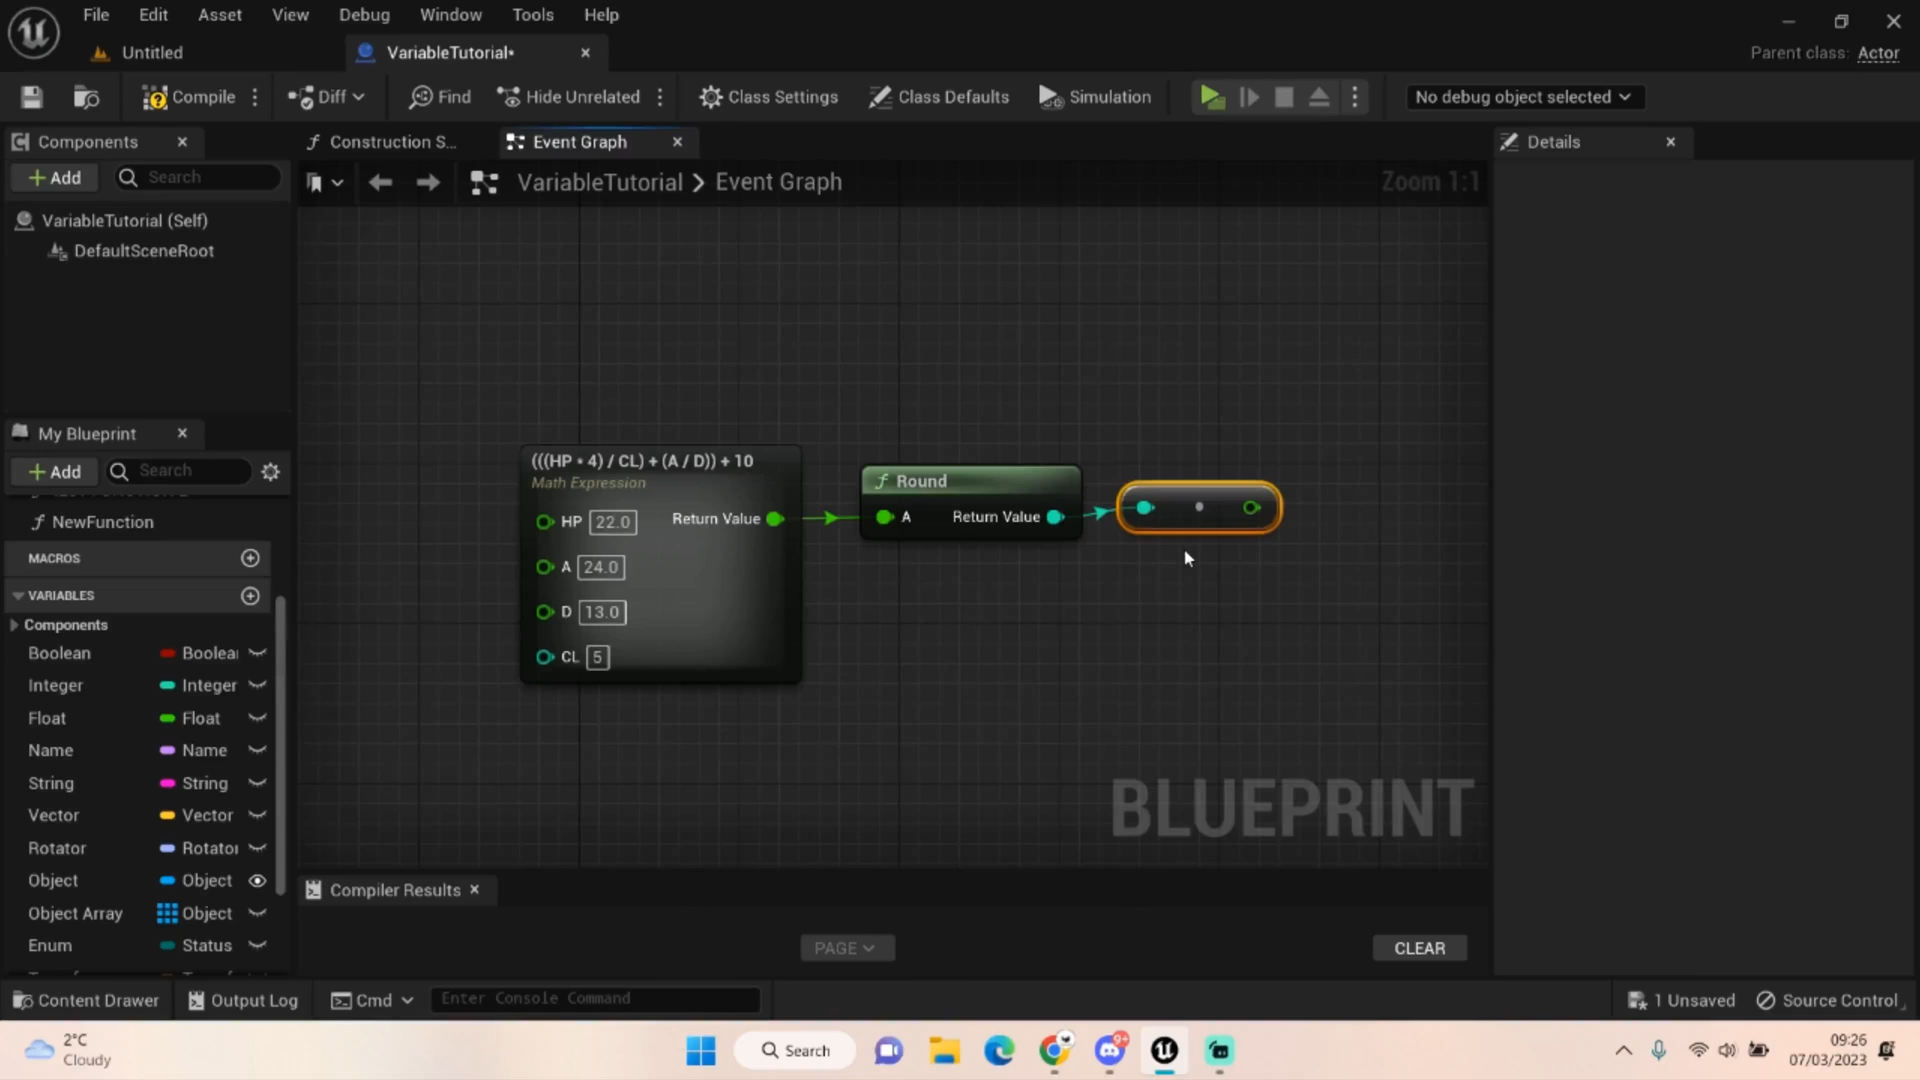 File Edit Asset View Debug Window Tools Help
Untitled
VariableTutorial*
Parent class: Actor
Compile Diff Find Hide Unrelated Class Settings Class Defaults Simulation No debug object selected
Components
Construction S...
Event Graph
Details
Add
Search
VariableTutorial > Event Graph
Zoom 1:1
VariableTutorial (Self)
DefaultSceneRoot
My Blueprint
Add
Search
NewFunction
MACROS
VARIABLES
Components
Boolean Boolea
Integer Integer
Float Float
Name Name
String String
Vector Vector
Rotator Rotator
Object Object
Object Array Object
Enum Status
(((HP * 4) / CL) + (A / D)) + 10
Math Expression
HP 22.0 Return Value
A 24.0
D 13.0
CL 5
f Round
A Return Value
BLUEPRINT
Compiler Results
PAGE
CLEAR
Content Drawer Output Log Cmd Enter Console Command
1 Unsaved Source Control
2°C
Cloudy
Search
9+
09:26
07/03/2023